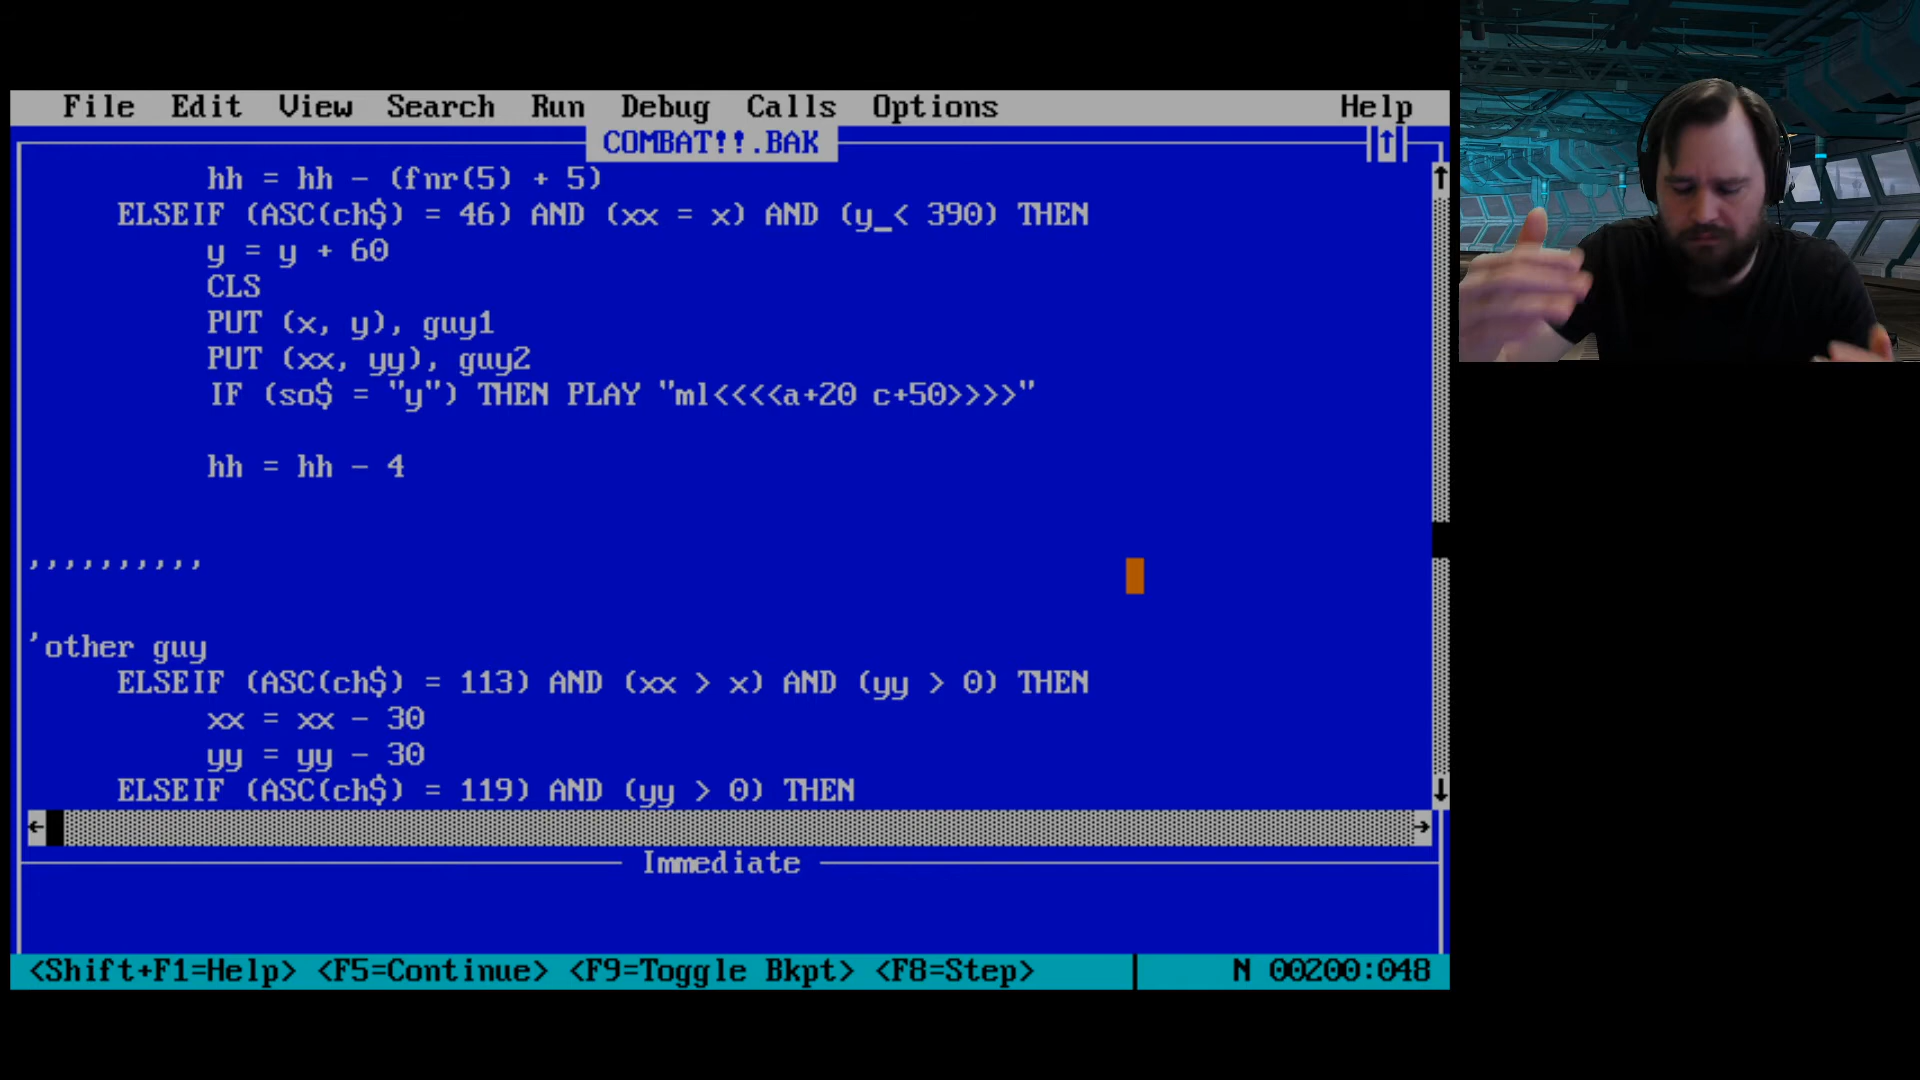 File Edit View Search Run Debug Calls Options Help
COMBAT!!.BAK
hh = hh - (fnr(5) + 5)
ELSEIF (ASC(ch$) = 46) AND (xx = x) AND (y_< 390) THEN
y = y + 60
CLS
PUT (x, y), guy1
PUT (xx, yy), guy2
IF (so$ = "y") THEN PLAY "ml<<<<a+20 c+50>>>>"
hh = hh - 4
,,,,,,,,,,
'other guy
ELSEIF (ASC(ch$) = 113) AND (xx > x) AND (yy > 0) THEN
xx = xx - 30
yy = yy - 30
ELSEIF (ASC(ch$) = 119) AND (yy > 0) THEN
Immediate
<Shift+F1=Help> <F5=Continue> <F9=Toggle Bkpt> <F8=Step> N 00200:048